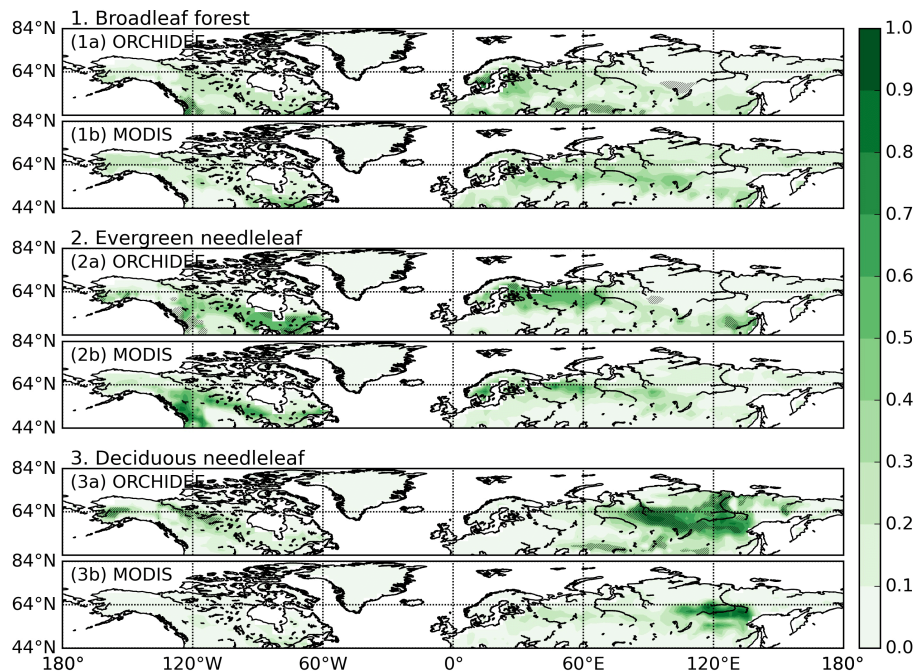 1. Broadleaf forest
84°N
(1a) ORCHIDEE
64°N
84°N
(1b) MODIS
64°N
44°N
2. Evergreen needleleaf
84°N
(2a) ORCHIDEE
64°N
84°N
(2b) MODIS
64°N
44°N
3. Deciduous needleleaf
84°N
(3a) ORCHIDEE
64°N
84°N
(3b) MODIS
64°N
44°N
180° 120°W 60°W 0° 60°E 120°E 180°
1.0
0.9
0.8
0.7
0.6
0.5
0.4
0.3
0.2
0.1
0.0